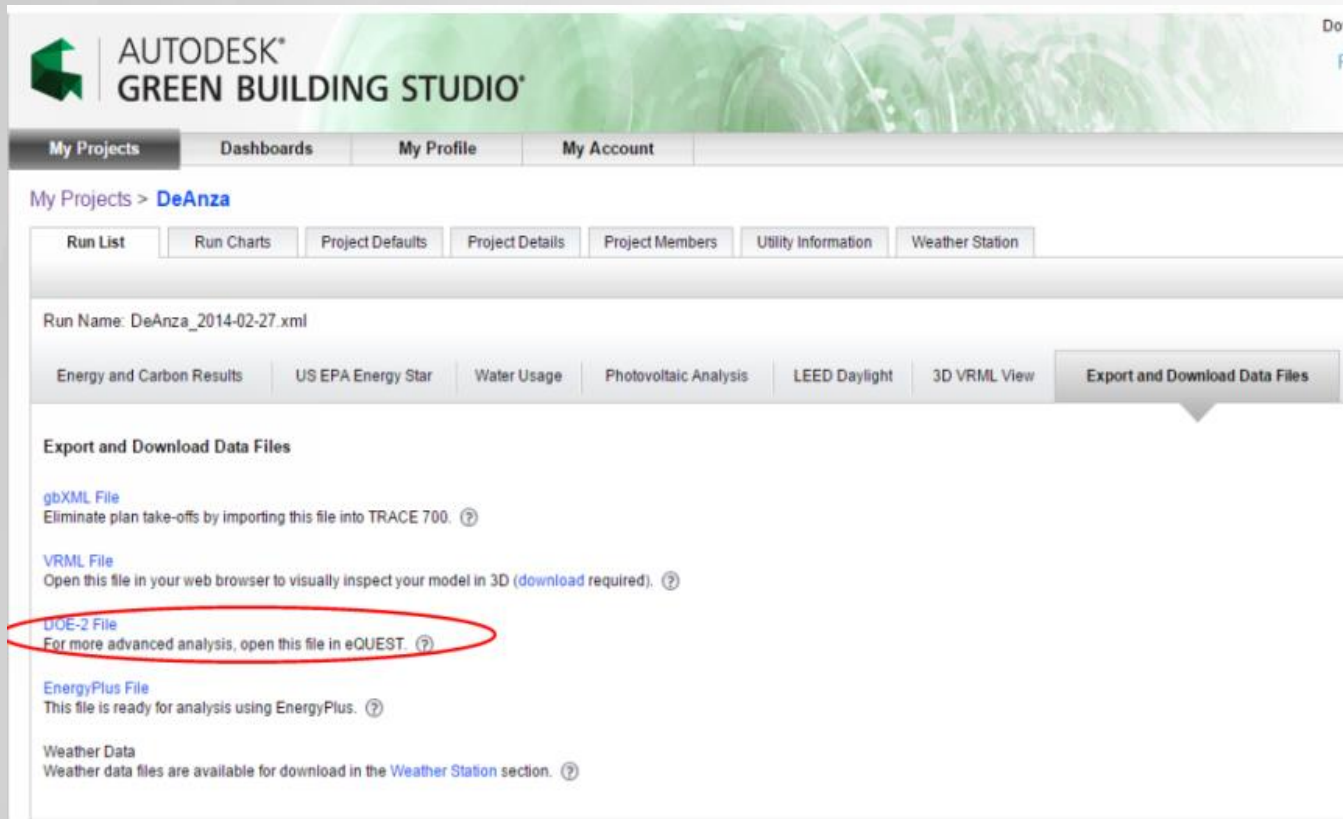 AUTODESK®
GREEN BUILDING STUDIO®
My Projects Dashboards My Profile My Account
My Projects > DeAnza
Run List Run Charts Project Defaults Project Details Project Members Utility Information Weather Station
Run Name: DeAnza_2014-02-27.xml
Energy and Carbon Results US EPA Energy Star Water Usage Photovoltaic Analysis LEED Daylight 3D VRML View Export and Download Data Files
Export and Download Data Files
gbXML File
Eliminate plan take-offs by importing this file into TRACE 700. ?
VRML File
Open this file in your web browser to visually inspect your model in 3D (download required). ?
DOE-2 File
For more advanced analysis, open this file in eQUEST. ?
EnergyPlus File
This file is ready for analysis using EnergyPlus. ?
Weather Data
Weather data files are available for download in the Weather Station section. ?